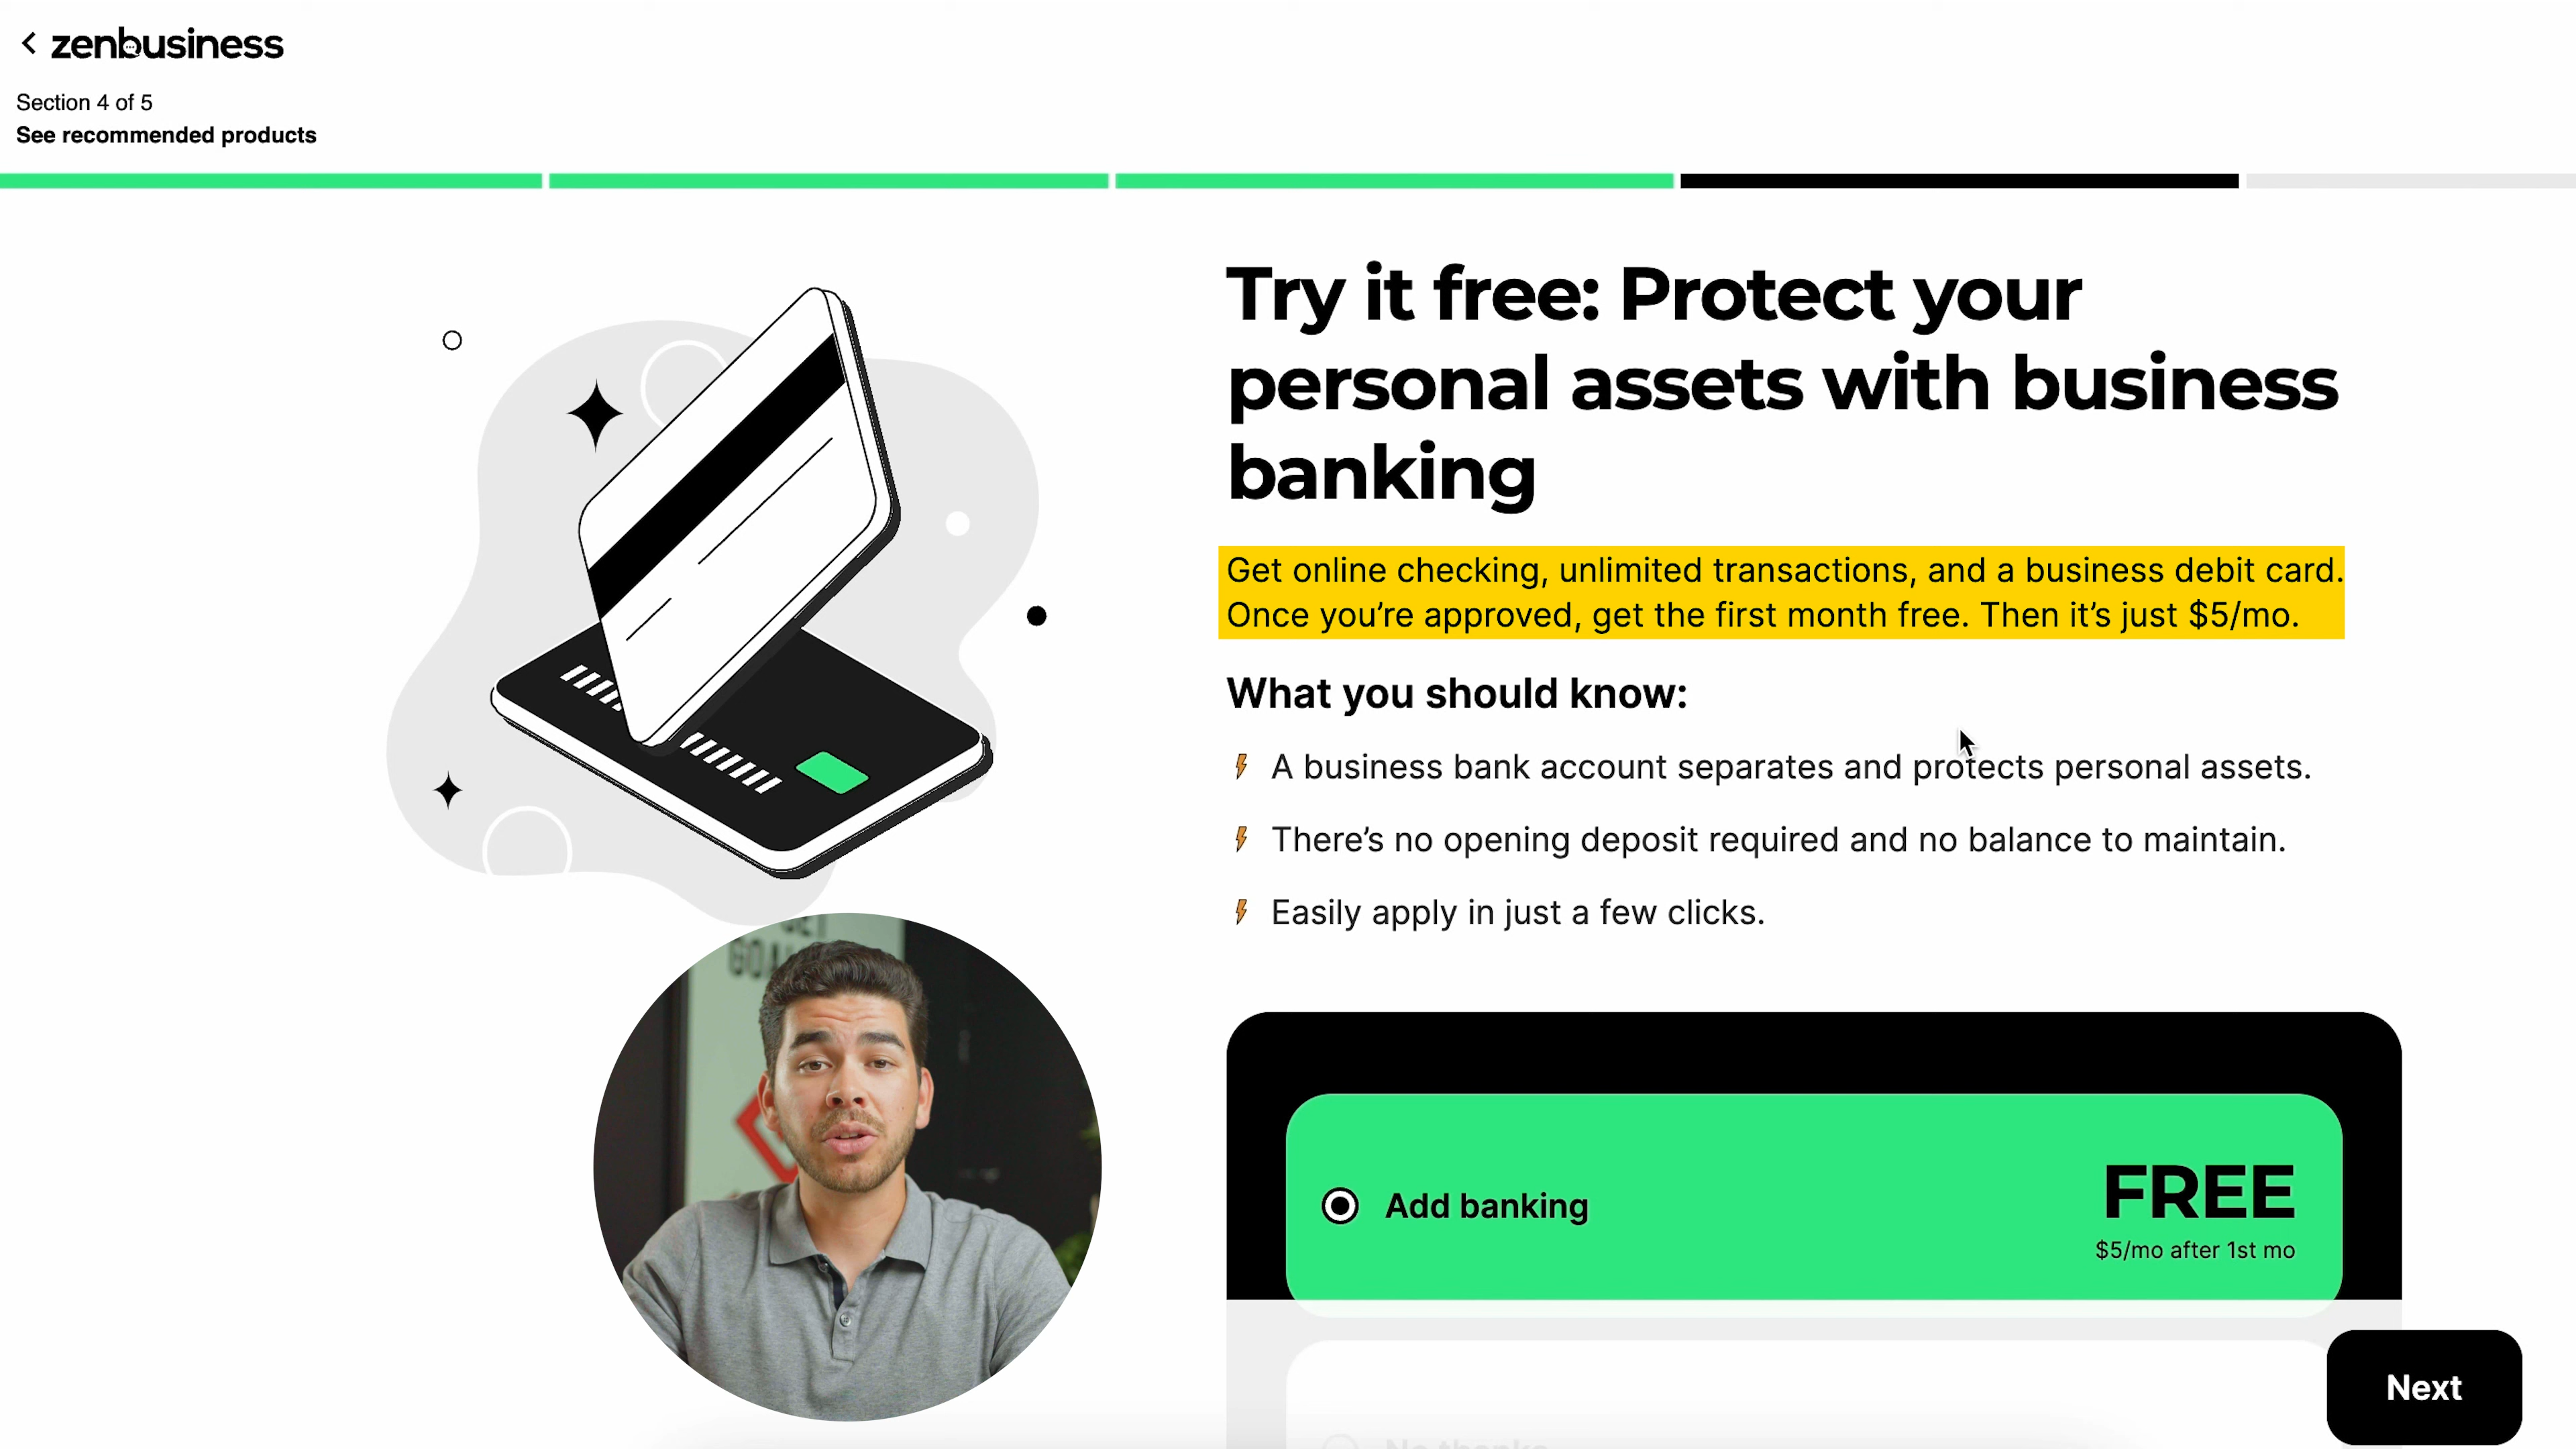 zenbusiness
Section 4 of 5
See recommended products
Try it free: Protect your
personal assets with business
banking
Get online checking, unlimited transactions, and a business debit card.
Once you're approved, get the first month free. Then it's just $5/mo.
What you should know:
A business bank account separates and protects personal assets.
There's no opening deposit required and no balance to maintain.
Easily apply in just a few clicks.
Add banking
FREE
$5/mo after 1st mo
Next